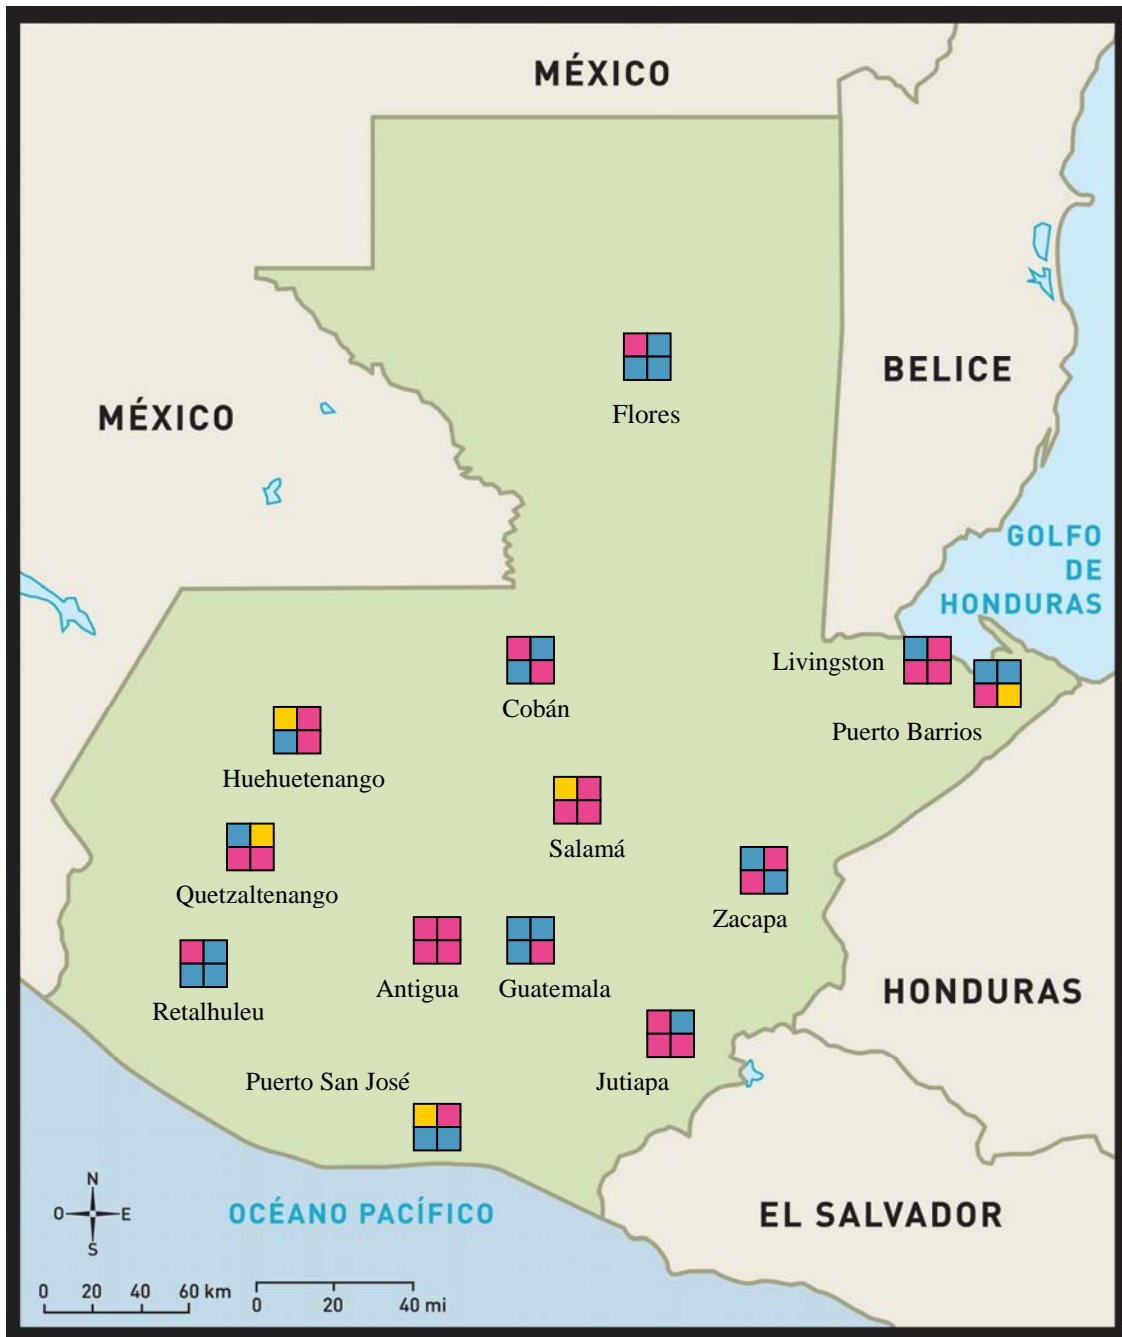 MÉXICO
MÉXICO
BELICE
Flores
GOLFO
DE
HONDURAS
Livingston
Cobán
Puerto Barrios
Huehuetenango
Salamá
Quetzaltenango
Zacapa
Antigua
Guatemala
Retalhuleu
HONDURAS
Puerto San José
Jutiapa
OCÉANO PACÍFICO
EL SALVADOR
N
O E
S
0 20 40 60 km
0 20 40 mi